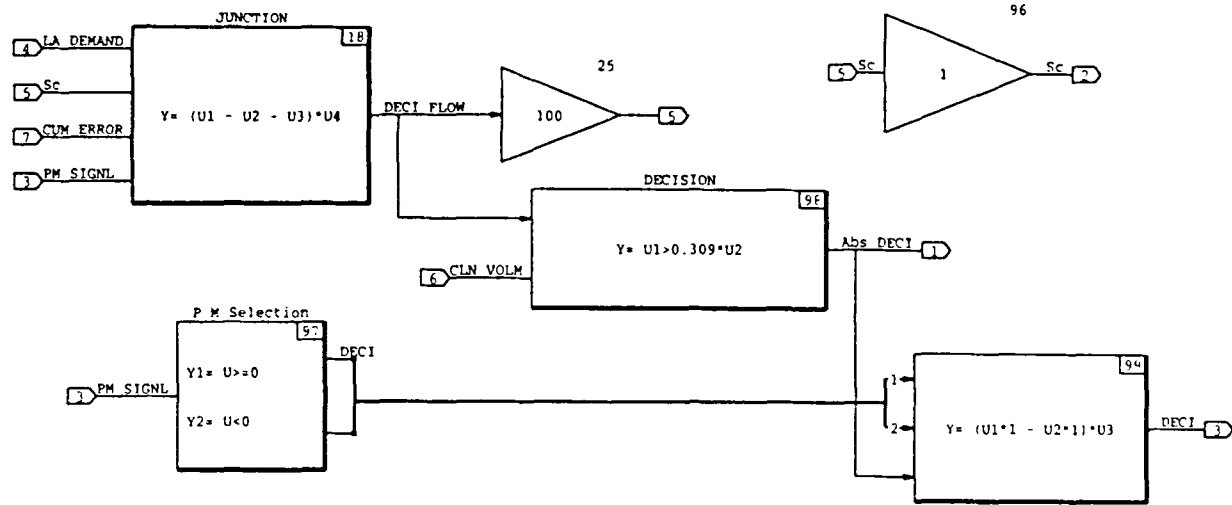 JUNCTION
18
4 LA DEMAND
5 Sc
7 CUM ERROR
3 PM SIGNL
Y= (U1 - U2 - U3)*U4
DECI FLOW
25
100
5
96
5 Sc
1
Sc 2
DECISION
98
Y= U1>0.309*U2
6 CLN VOLM
Abs DECI 1
P M Selection
97
3 PM SIGNL
Y1= U>=0
Y2= U<0
DECI
99
1
2
Y= (U1*1 - U2*1)*U3
DECI 3